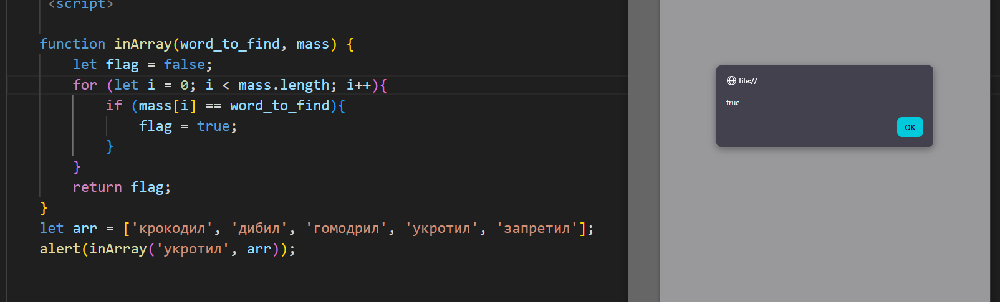 <script>
function inArray(word_to_find, mass) {
let flag = false;
for (let i = 0; i < mass.length; i++){
if (mass[i] == word_to_find){
flag = true;
}
}
return flag;
}
let arr = ['крокодил', 'дибил', 'гомодрил', 'укротил', 'запретил'];
alert(inArray('укротил', arr));
file://
true
OK